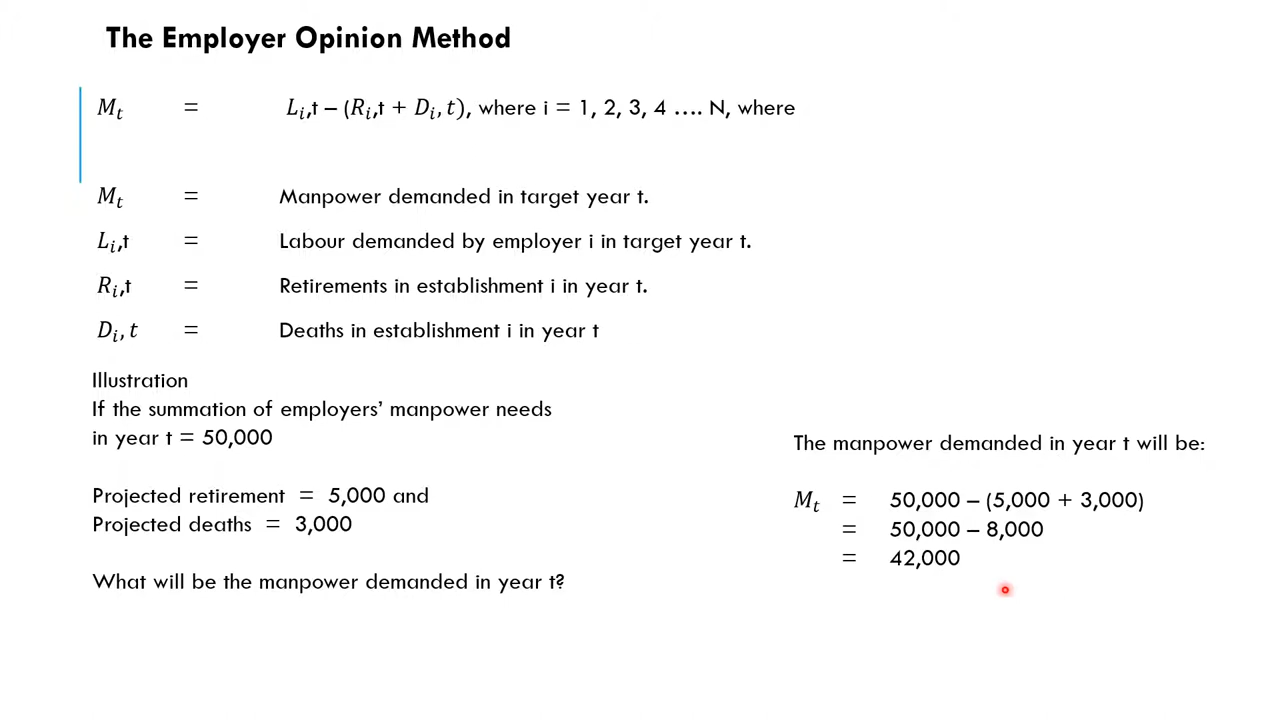 The Employer Opinion Method
𝑀ₜ = 𝐿ᵢ,t – (𝑅ᵢ,t + 𝐷ᵢ, 𝑡), where i = 1, 2, 3, 4 …. N, where
𝑀ₜ = Manpower demanded in target year t.
𝐿ᵢ,t = Labour demanded by employer i in target year t.
𝑅ᵢ,t = Retirements in establishment i in year t.
𝐷ᵢ, 𝑡 = Deaths in establishment i in year t
Illustration
If the summation of employers’ manpower needs
in year t = 50,000
Projected retirement = 5,000 and
Projected deaths = 3,000
What will be the manpower demanded in year t?
The manpower demanded in year t will be:
𝑀ₜ = 50,000 – (5,000 + 3,000)
= 50,000 – 8,000
= 42,000